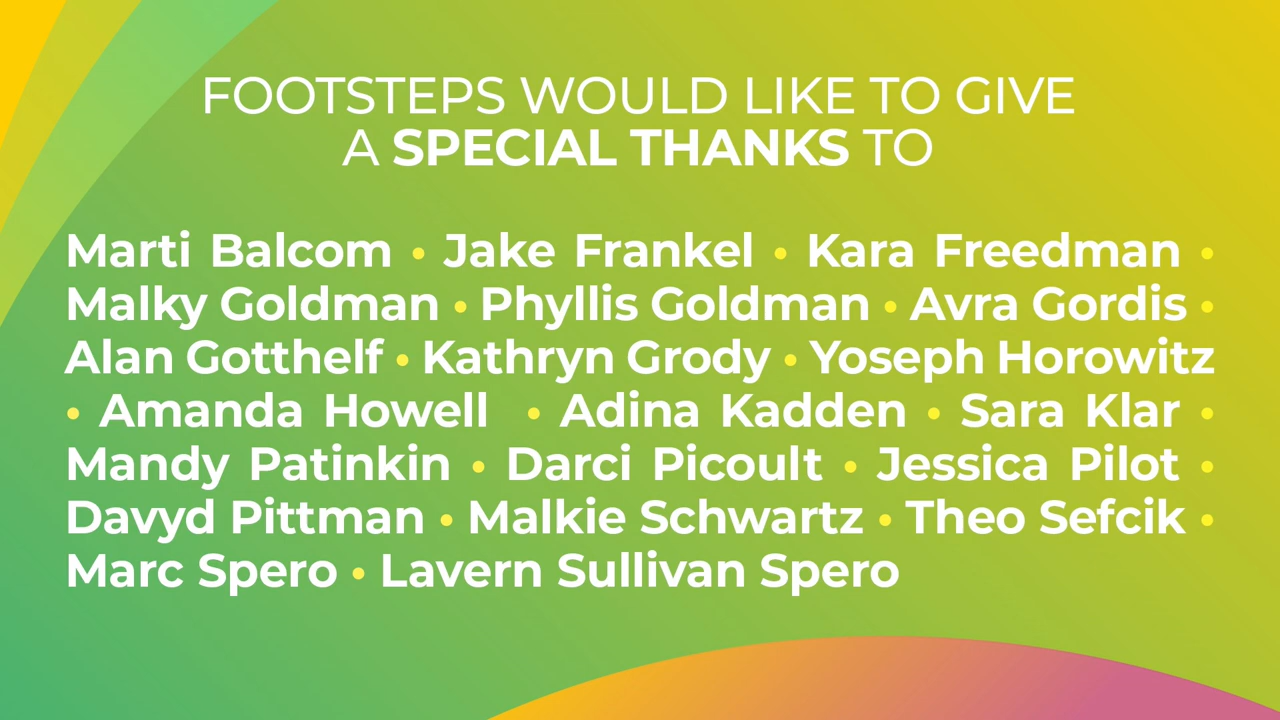 FOOTSTEPS WOULD LIKE TO GIVE
A SPECIAL THANKS TO
Marti Balcom • Jake Frankel • Kara Freedman •
Malky Goldman • Phyllis Goldman • Avra Gordis •
Alan Gotthelf • Kathryn Grody • Yoseph Horowitz
• Amanda Howell • Adina Kadden • Sara Klar •
Mandy Patinkin • Darci Picoult • Jessica Pilot •
Davyd Pittman • Malkie Schwartz • Theo Sefcik •
Marc Spero • Lavern Sullivan Spero